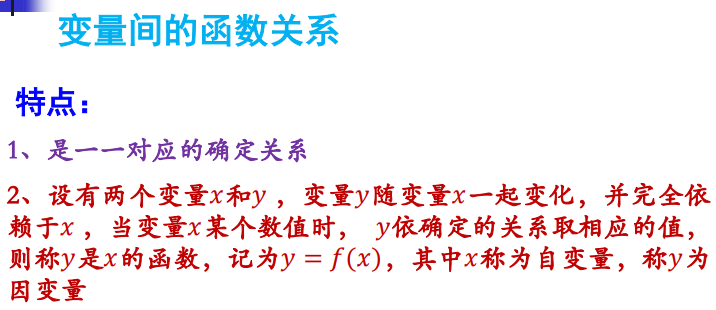 变量间的函数关系
特点：
1、是一一对应的确定关系
2、设有两个变量x和y ，变量y随变量x一起变化，并完全依
赖于x ，当变量x某个数值时， y依确定的关系取相应的值，
则称y是x的函数，记为y = f(x)，其中x称为自变量，称y为
因变量